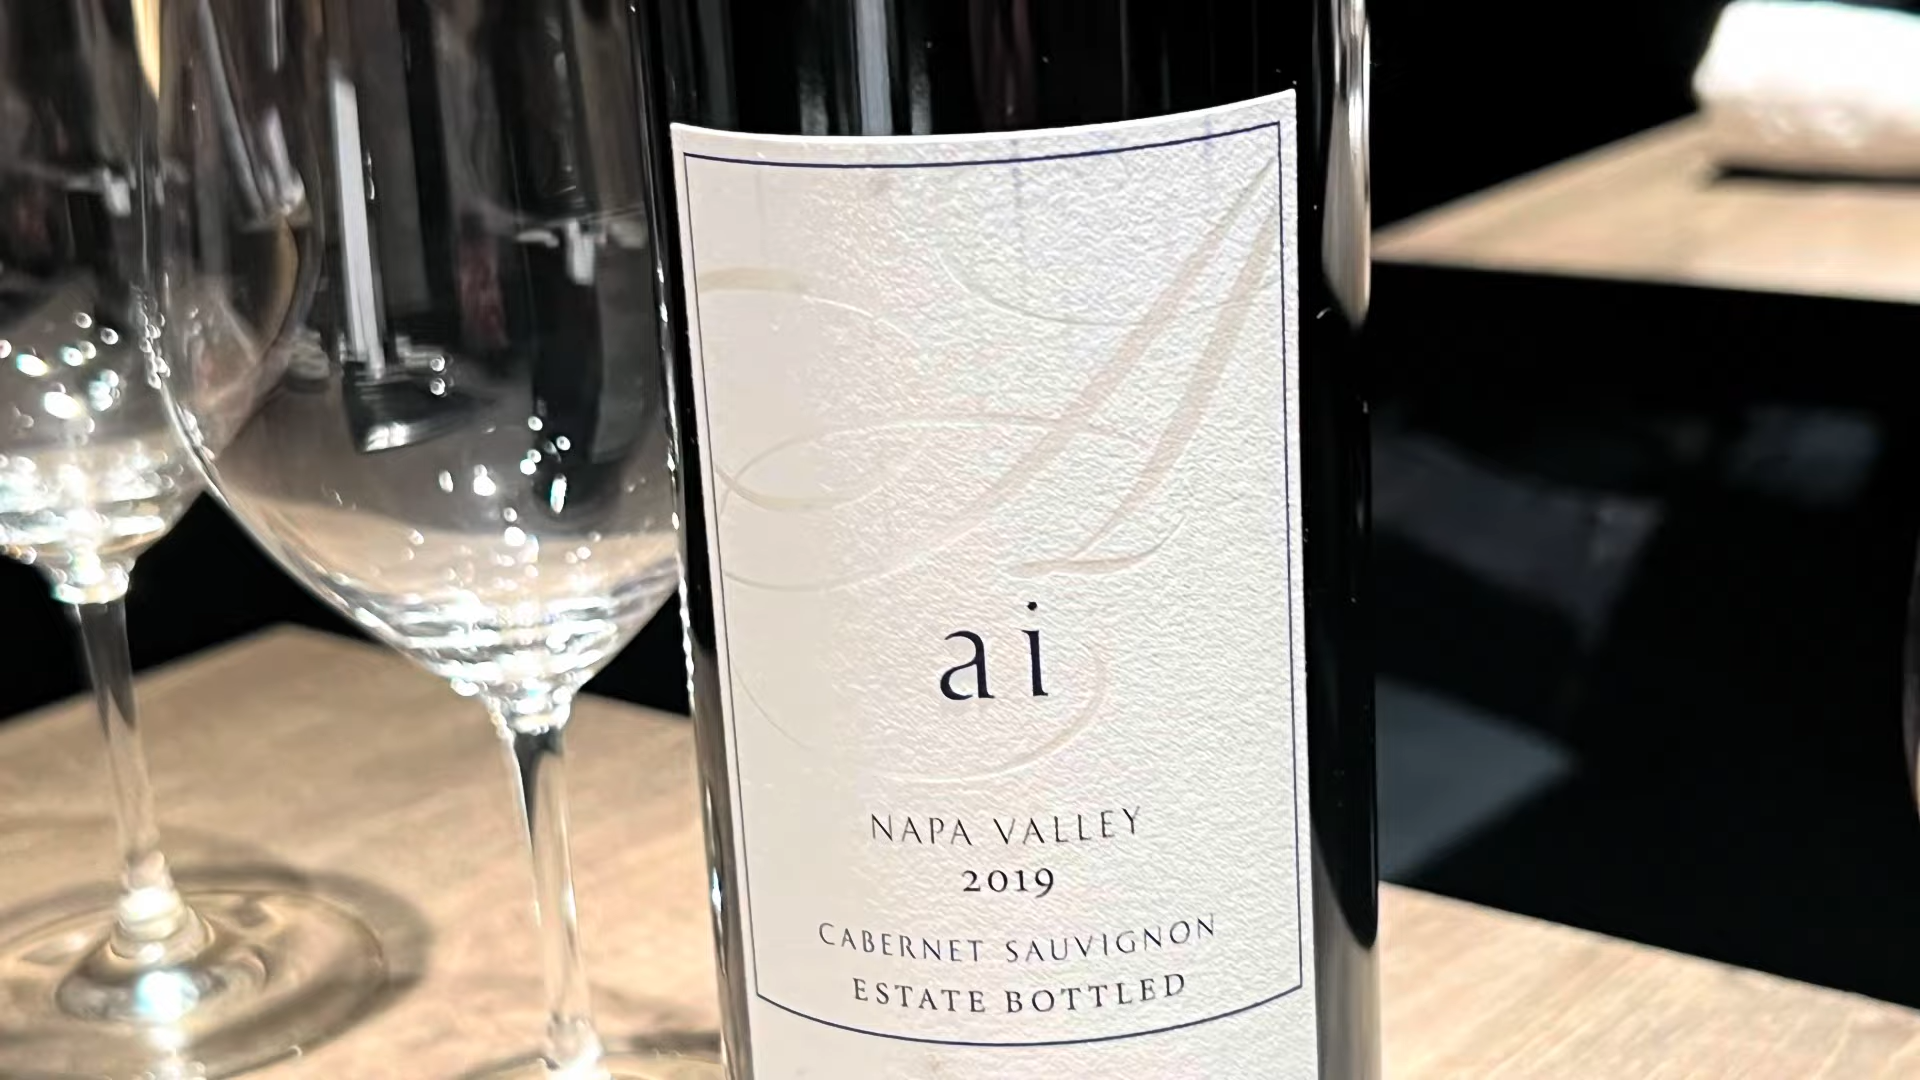 ai
NAPA VALLEY
2019
CABERNET SAUVIGNON
ESTATE BOTTLED